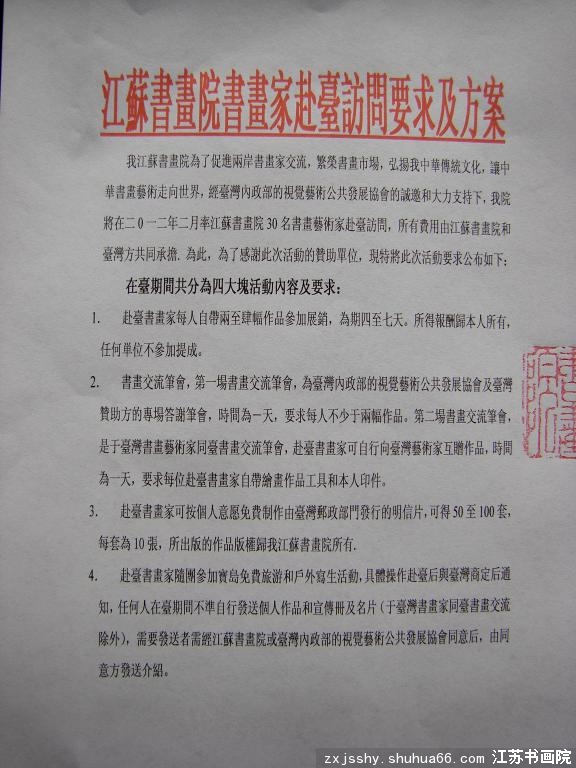 江蘇書畫院書畫家赴臺訪問要求及方案
我江蘇書畫院為了促進兩岸書畫家交流，繁榮書畫市場，弘揚我中華傳統文化，讓中
華書畫藝術走向世界，經臺灣內政部的視覺藝術公共發展協會的誠邀和大力支持下，我院
將在二0一二年二月率江蘇書畫院30名書畫藝術家赴臺訪問，所有費用由江蘇書畫院和
臺灣方共同承擔.為此，為了感謝此次活動的贊助單位，現特將此次活動要求公布如下：
在臺期間共分為四大塊活動內容及要求：
1. 赴臺書畫家每人自帶兩至肆幅作品參加展銷，為期四至七天。所得報酬歸本人所有，
任何單位不參加提成。
2. 書畫交流筆會，第一場書畫交流筆會，為臺灣內政部的視覺藝術公共發展協會及臺灣
贊助方的專場答謝筆會，時間為一天，要求每人不少于兩幅作品。第二場書畫交流筆會，
是于臺灣書畫藝術家同臺書畫交流筆會，赴臺書畫家可自行向臺灣藝術家互贈作品，時間
為一天，要求每位赴臺書畫家自帶繪畫作品工具和本人印件。
3. 赴臺書畫家可按個人意愿免費制作由臺灣郵政部門發行的明信片，可得50至100套，
每套為10張，所出版的作品版權歸我江蘇書畫院所有.
4. 赴臺書畫家隨團參加寶島免費旅游和戶外寫生活動，具體操作赴臺后與臺灣商定后通
知，任何人在臺期間不準自行發送個人作品和宣傳冊及名片（于臺灣書畫家同臺書畫交流
除外），需要發送者需經江蘇書畫院或臺灣內政部的視覺藝術公共發展協會同意后，由同
意方發送介紹。
zxjsshy.shuhua66.com 江苏书画院